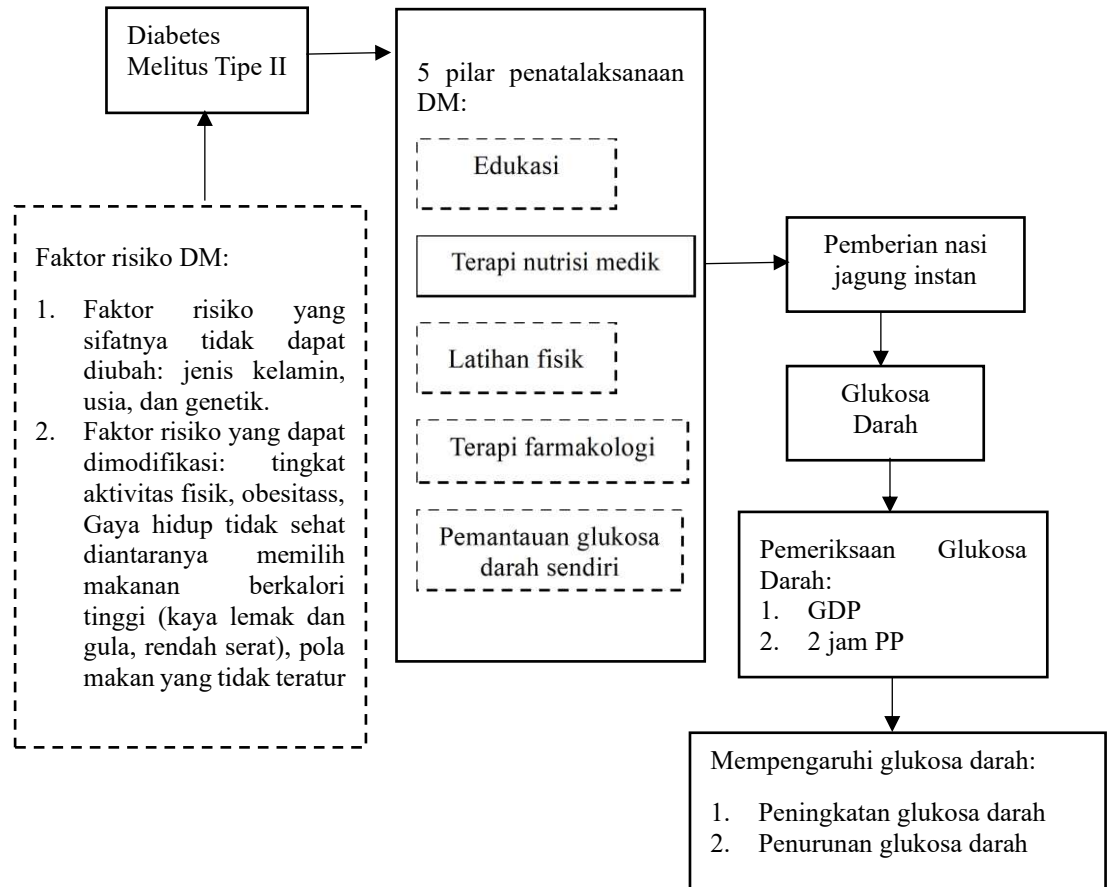 Diabetes
Melitus Tipe II
5 pilar penatalaksanaan
DM:
Edukasi
Terapi nutrisi medik
Latihan fisik
Terapi farmakologi
Pemantauan glukosa
darah sendiri
Faktor risiko DM:
1. Faktor risiko yang
sifatnya tidak dapat
diubah: jenis kelamin,
usia, dan genetik.
2. Faktor risiko yang dapat
dimodifikasi: tingkat
aktivitas fisik, obesitass,
Gaya hidup tidak sehat
diantaranya memilih
makanan berkalori
tinggi (kaya lemak dan
gula, rendah serat), pola
makan yang tidak teratur
Pemberian nasi
jagung instan
Glukosa
Darah
Pemeriksaan Glukosa
Darah:
1. GDP
2. 2 jam PP
Mempengaruhi glukosa darah:
1. Peningkatan glukosa darah
2. Penurunan glukosa darah